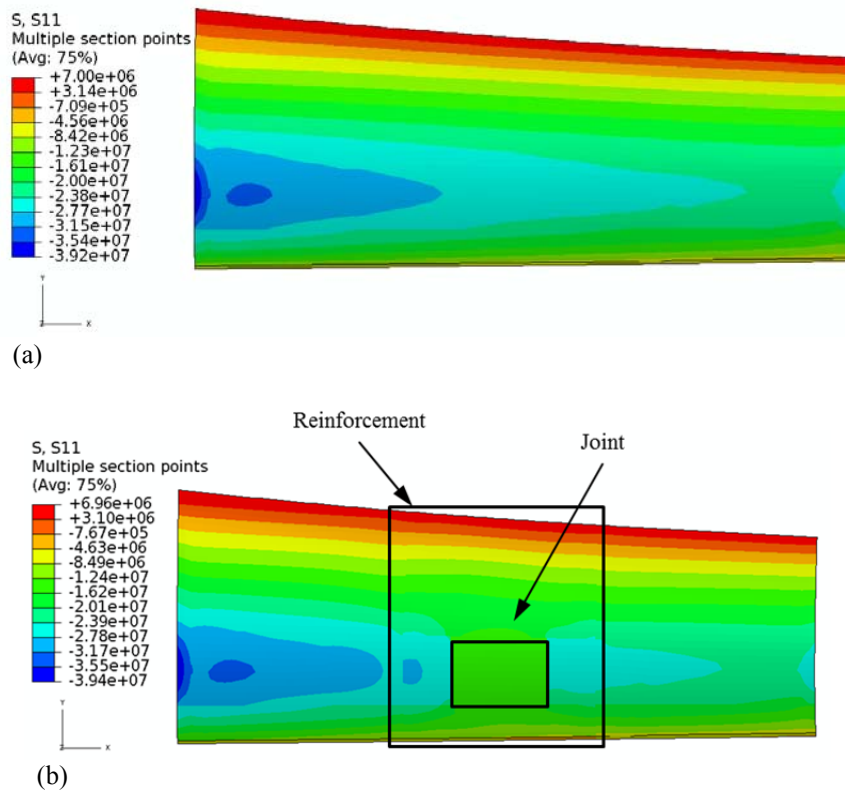 S, S11
Multiple section points
(Avg: 75%)
+7.00e+06
+3.14e+06
-7.09e+05
-4.56e+06
-8.42e+06
-1.23e+07
-1.61e+07
-2.00e+07
-2.38e+07
-2.77e+07
-3.15e+07
-3.54e+07
-3.92e+07
Y
Z X
(a)
Reinforcement
Joint
S, S11
Multiple section points
(Avg: 75%)
+6.96e+06
+3.10e+06
-7.67e+05
-4.63e+06
-8.49e+06
-1.24e+07
-1.62e+07
-2.01e+07
-2.39e+07
-2.78e+07
-3.17e+07
-3.55e+07
-3.94e+07
Y
Z X
(b)